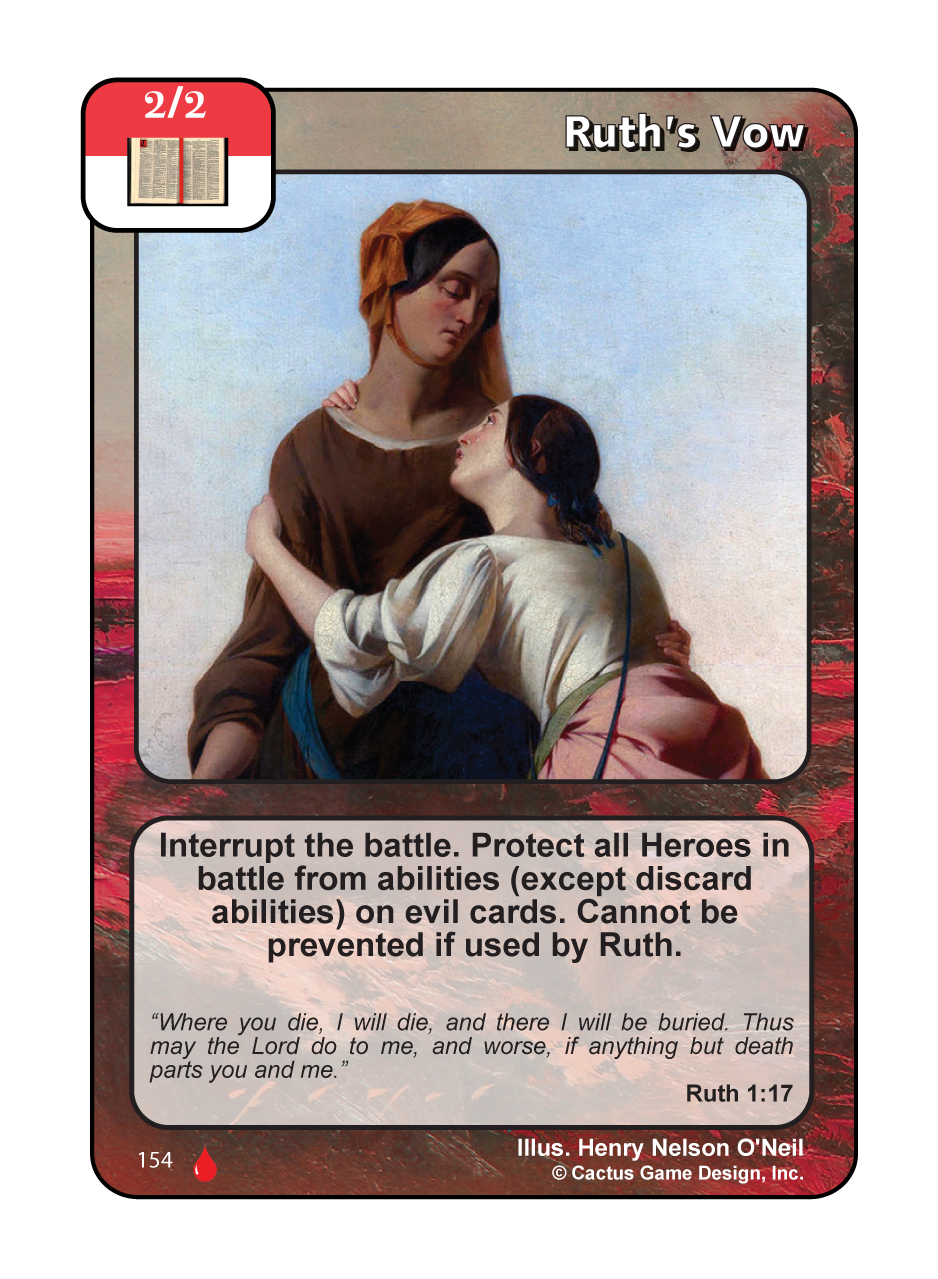 2/2
Ruth's Vow
Interrupt the battle. Protect all Heroes in
battle from abilities (except discard
abilities) on evil cards. Cannot be
prevented if used by Ruth.
“Where you die, I will die, and there I will be buried. Thus
may the Lord do to me, and worse, if anything but death
parts you and me.”
Ruth 1:17
154
Illus. Henry Nelson O'Neil
© Cactus Game Design, Inc.